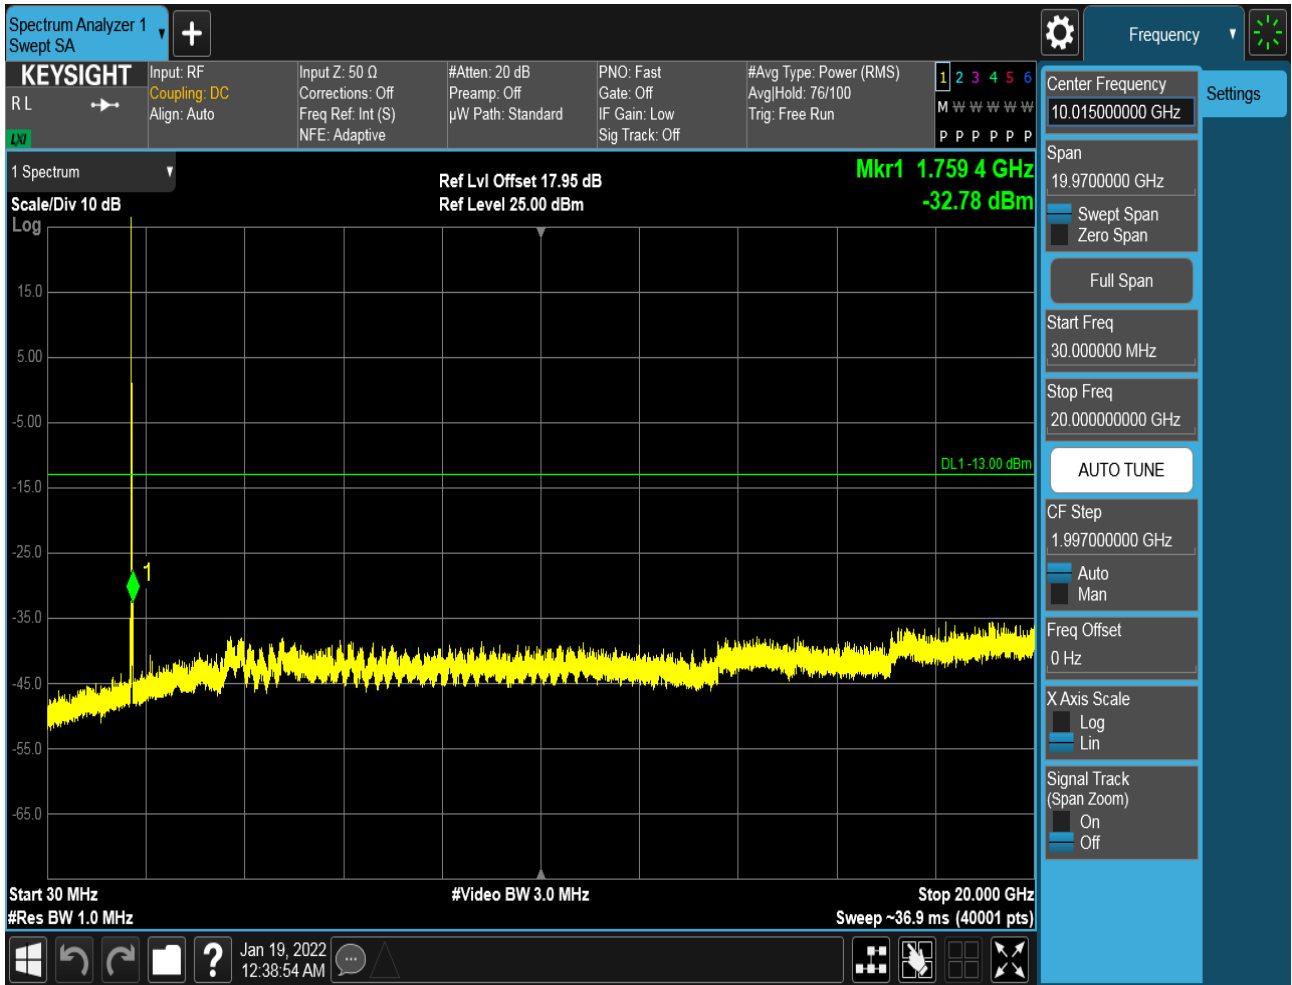 Spectrum Analyzer 1
Swept SA
Frequency
KEYSIGHT
R L
LXI
Input: RF
Coupling: DC
Align: Auto
Input Z: 50 Ω
Corrections: Off
Freq Ref: Int (S)
NFE: Adaptive
#Atten: 20 dB
Preamp: Off
µW Path: Standard
PNO: Fast
Gate: Off
IF Gain: Low
Sig Track: Off
#Avg Type: Power (RMS)
Avg|Hold: 76/100
Trig: Free Run
1 2 3 4 5 6
M W W W W W
P P P P P P
1 Spectrum
Scale/Div 10 dB
Log
Ref Lvl Offset 17.95 dB
Ref Level 25.00 dBm
Mkr1 1.759 4 GHz
-32.78 dBm
15.0
5.00
-5.00
-15.0
-25.0
-35.0
-45.0
-55.0
-65.0
DL1 -13.00 dBm
1
Start 30 MHz
#Res BW 1.0 MHz
#Video BW 3.0 MHz
Stop 20.000 GHz
Sweep ~36.9 ms (40001 pts)
Center Frequency
10.015000000 GHz
Settings
Span
19.9700000 GHz
Swept Span
Zero Span
Full Span
Start Freq
30.000000 MHz
Stop Freq
20.000000000 GHz
AUTO TUNE
CF Step
1.997000000 GHz
Auto
Man
Freq Offset
0 Hz
X Axis Scale
Log
Lin
Signal Track
(Span Zoom)
On
Off
?
Jan 19, 2022
12:38:54 AM